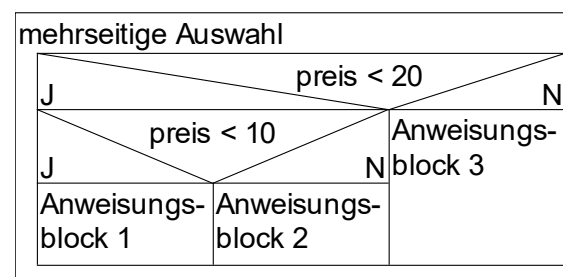 mehrseitige Auswahl
preis < 20
J
N
preis < 10
J
N
Anweisungs-
block 3
Anweisungs-
block 1
Anweisungs-
block 2